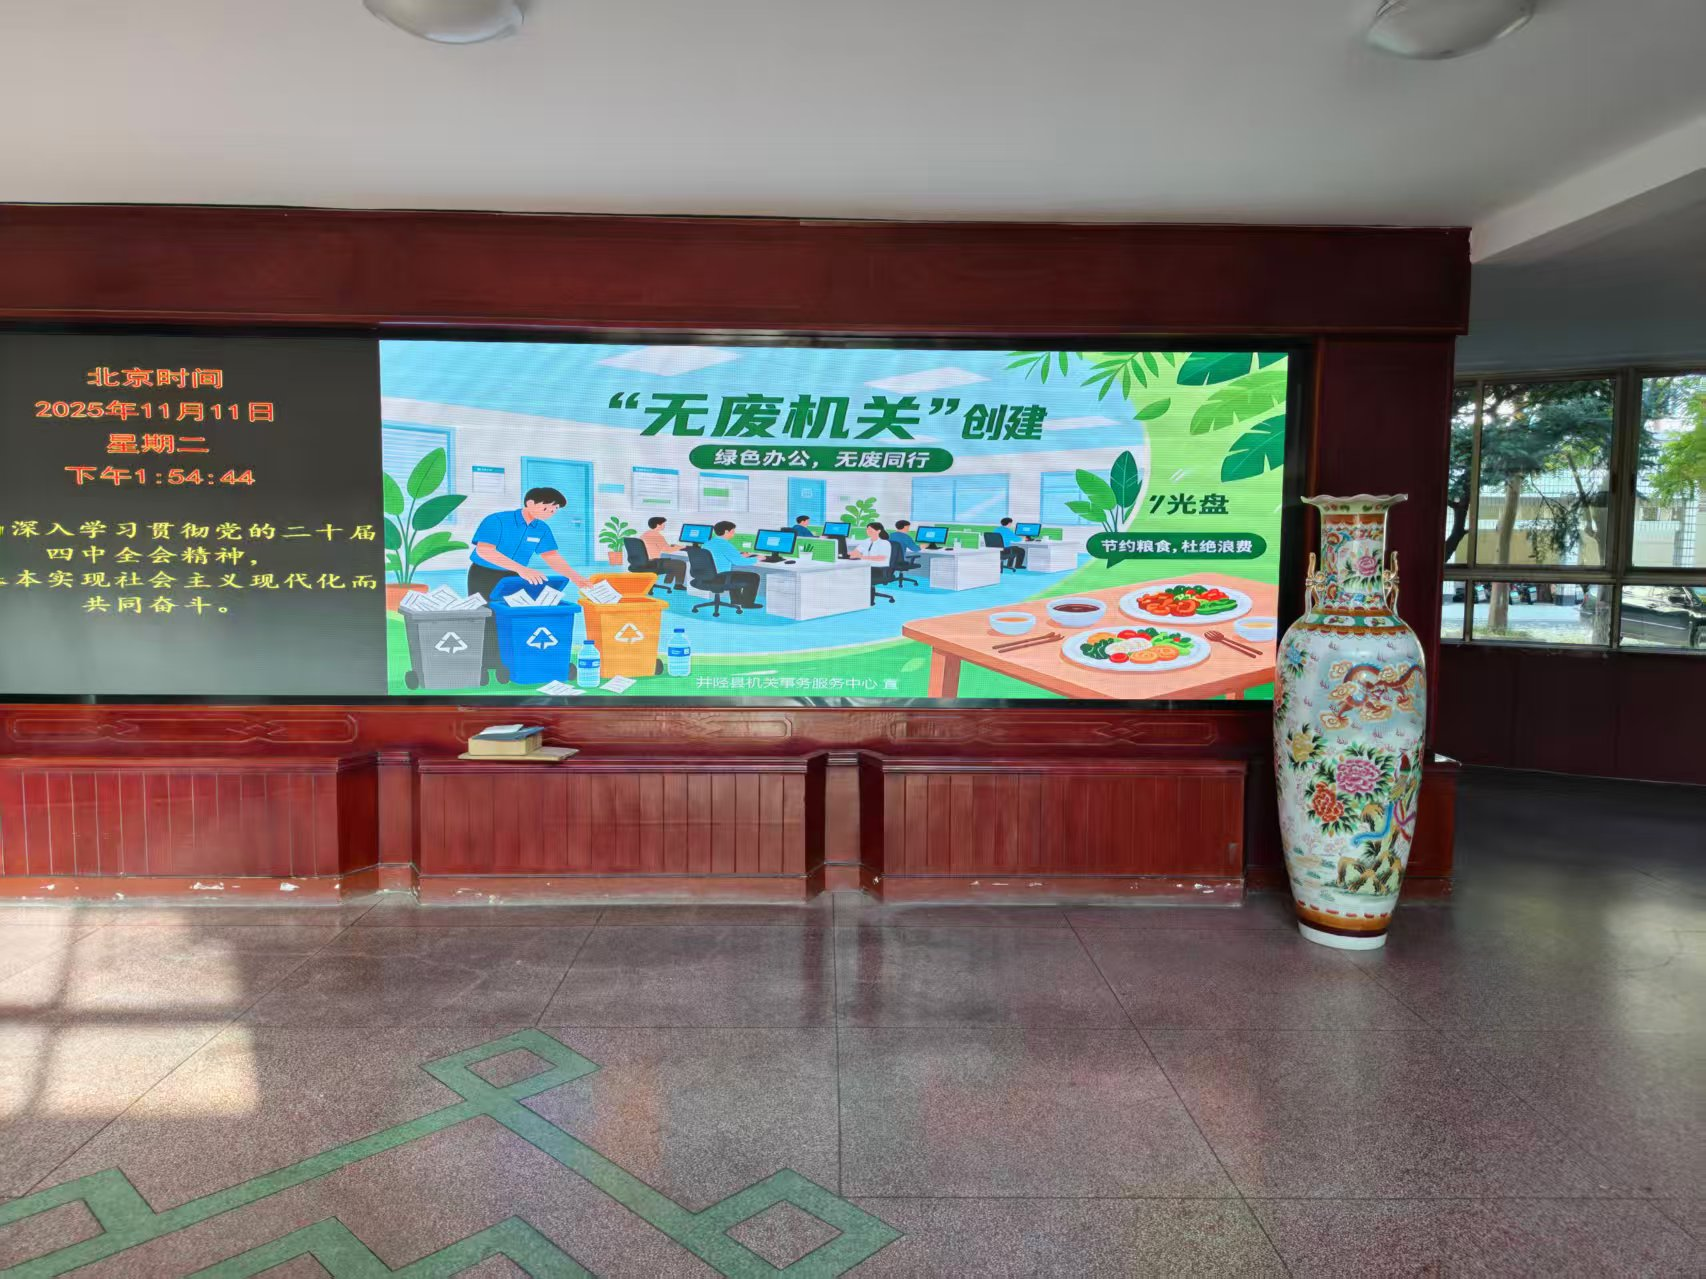 北京时间
2025年11月11日
星期二
下午1:54:44
深入学习贯彻党的二十届
四中全会精神，
本实现社会主义现代化而
共同奋斗。
“无废机关”创建
绿色办公，无废同行
光盘
节约粮食，杜绝浪费
井陉县机关事务服务中心 宣